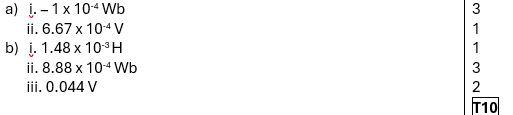 a) i. – 1 x 10⁻⁴ Wb 3
ii. 6.67 x 10⁻⁴ V 1
b) i. 1.48 x 10⁻³ H 1
ii. 8.88 x 10⁻⁴ Wb 3
iii. 0.044 V 2
T10